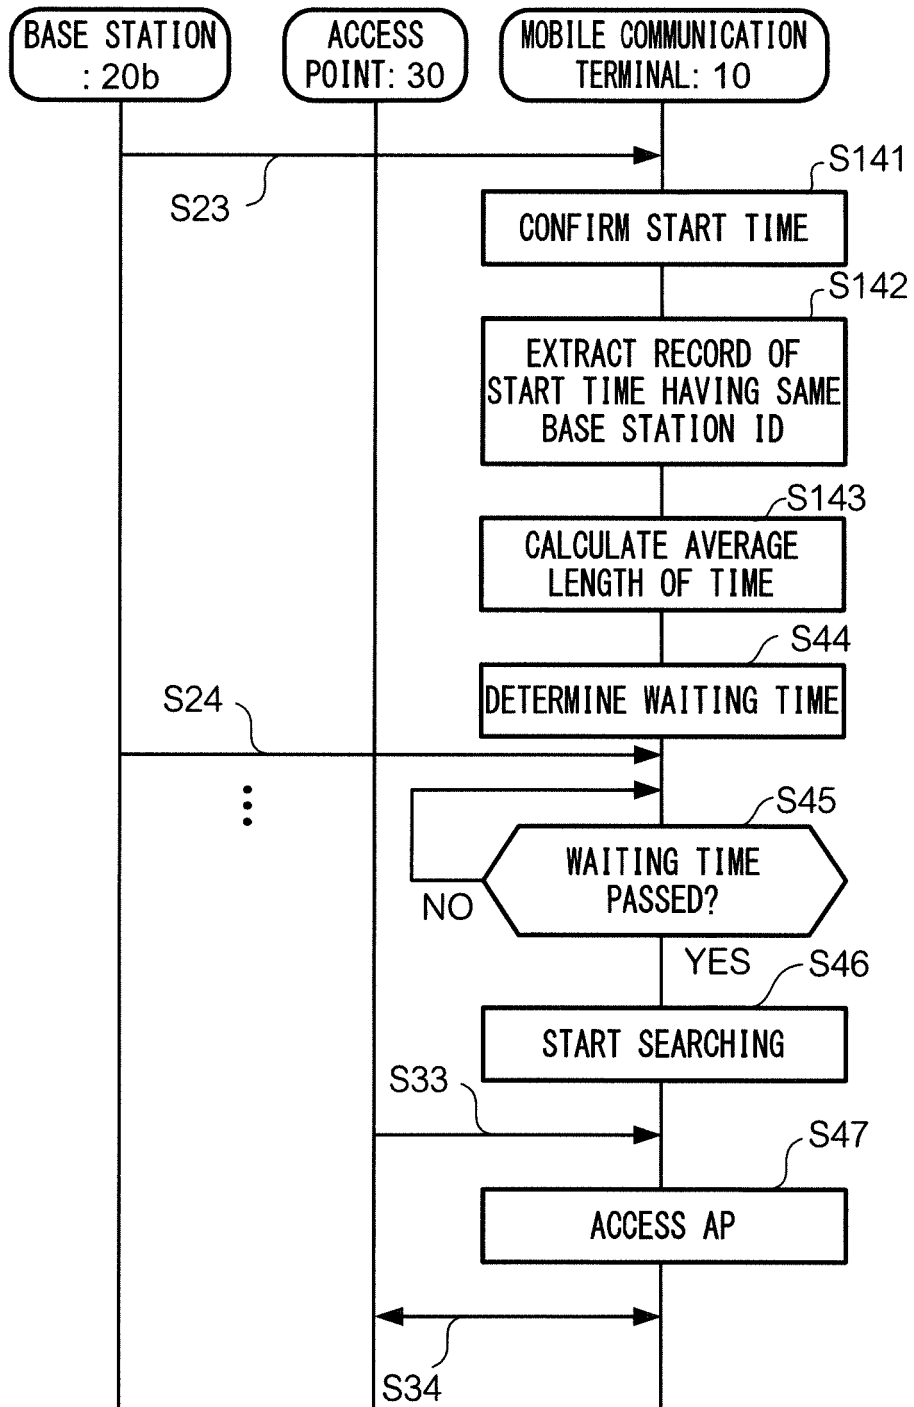 BASE STATION
: 20b
ACCESS
POINT: 30
MOBILE COMMUNICATION
TERMINAL: 10
S23
S141
CONFIRM START TIME
S142
EXTRACT RECORD OF
START TIME HAVING SAME
BASE STATION ID
S143
CALCULATE AVERAGE
LENGTH OF TIME
S44
DETERMINE WAITING TIME
S24
S45
WAITING TIME
PASSED?
NO
YES
S46
START SEARCHING
S33
S47
ACCESS AP
S34